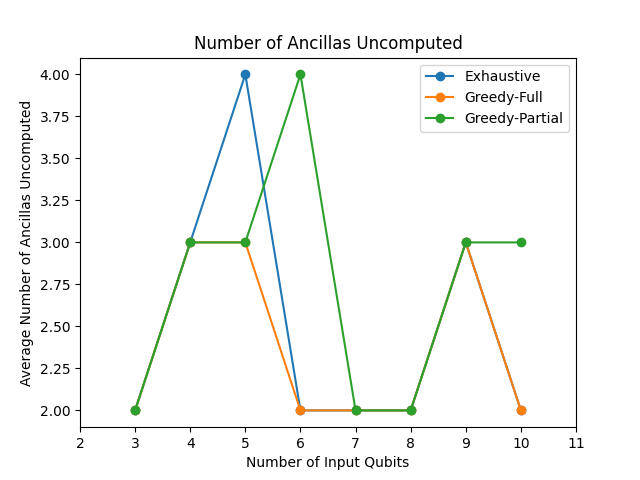 Number of Ancillas Uncomputed
Exhaustive
Greedy-Full
Greedy-Partial
Average Number of Ancillas Uncomputed
4.00
3.75
3.50
3.25
3.00
2.75
2.50
2.25
2.00
2 3 4 5 6 7 8 9 10 11
Number of Input Qubits